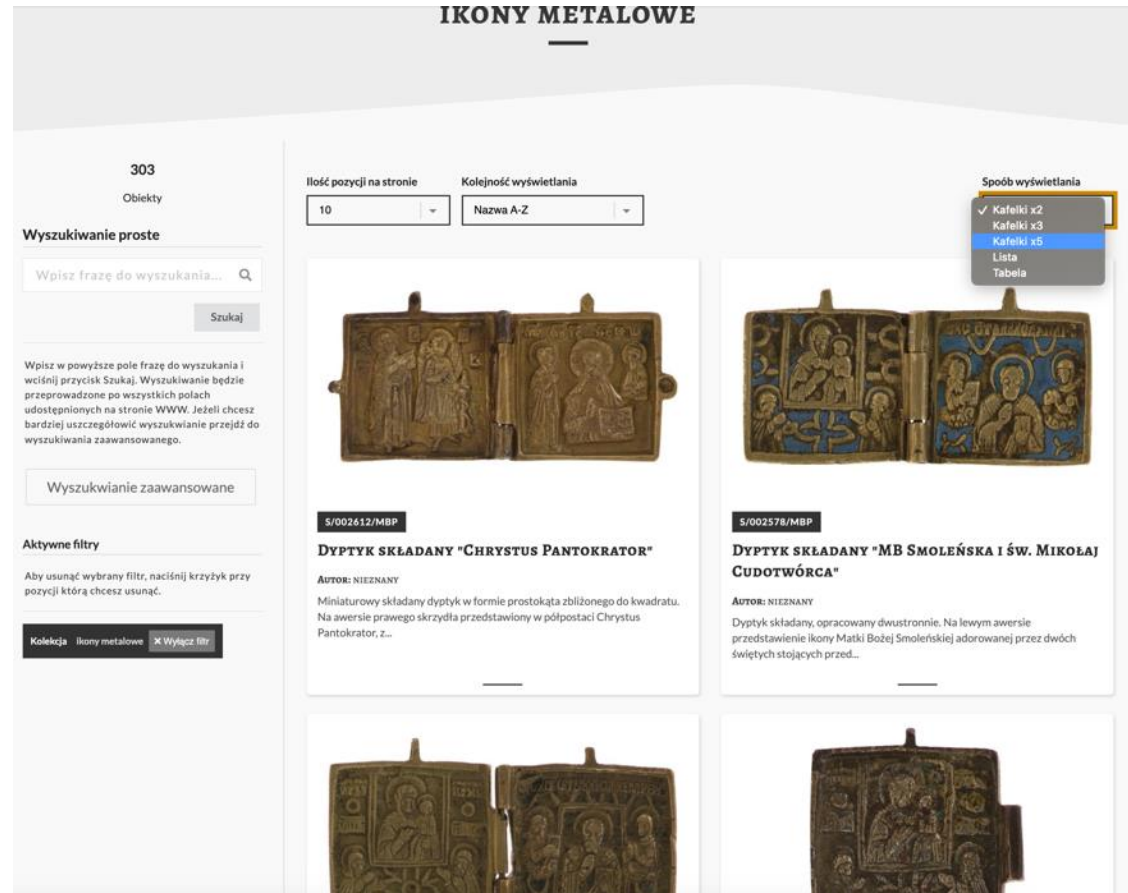 IKONY METALOWE
303
Obiekty
Wyszukiwanie proste
Wpisz frazę do wyszukania...
Szukaj
Wpisz w powyższe pole frazę do wyszukania i
wciśnij przycisk Szukaj. Wyszukiwanie będzie
przeprowadzone po wszystkich polach
udostępnionych na stronie WWW. Jeżeli chcesz
bardziej uszczegółowić wyszukwianie przejdź do
wyszukiwania zaawansowanego.
Wyszukwianie zaawansowane
Aktywne filtry
Aby usunąć wybrany filtr, naciśnij krzyżyk przy
pozycji którą chcesz usunąć.
Kolekcja ikony metalowe × Wyłącz filtr
Ilość pozycji na stronie
10
Kolejność wyświetlania
Nazwa A-Z
Spoób wyświetlania
✓ Kafelki x2
Kafelki x3
Kafelki x5
Lista
Tabela
S/002612/MBP
DYPTYK SKŁADANY "CHRYSTUS PANTOKRATOR"
AUTOR: NIEZNANY
Miniaturowy składany dyptyk w formie prostokąta zbliżonego do kwadratu.
Na awersie prawego skrzydła przedstawiony w półpostaci Chrystus
Pantokrator, z...
S/002578/MBP
DYPTYK SKŁADANY "MB SMOLEŃSKA I ŚW. MIKOŁAJ
CUDOTWÓRCA"
AUTOR: NIEZNANY
Dyptyk składany, opracowany dwustronnie. Na lewym awersie
przedstawienie ikony Matki Bożej Smoleńskiej adorowanej przez dwóch
świętych stojących przed...